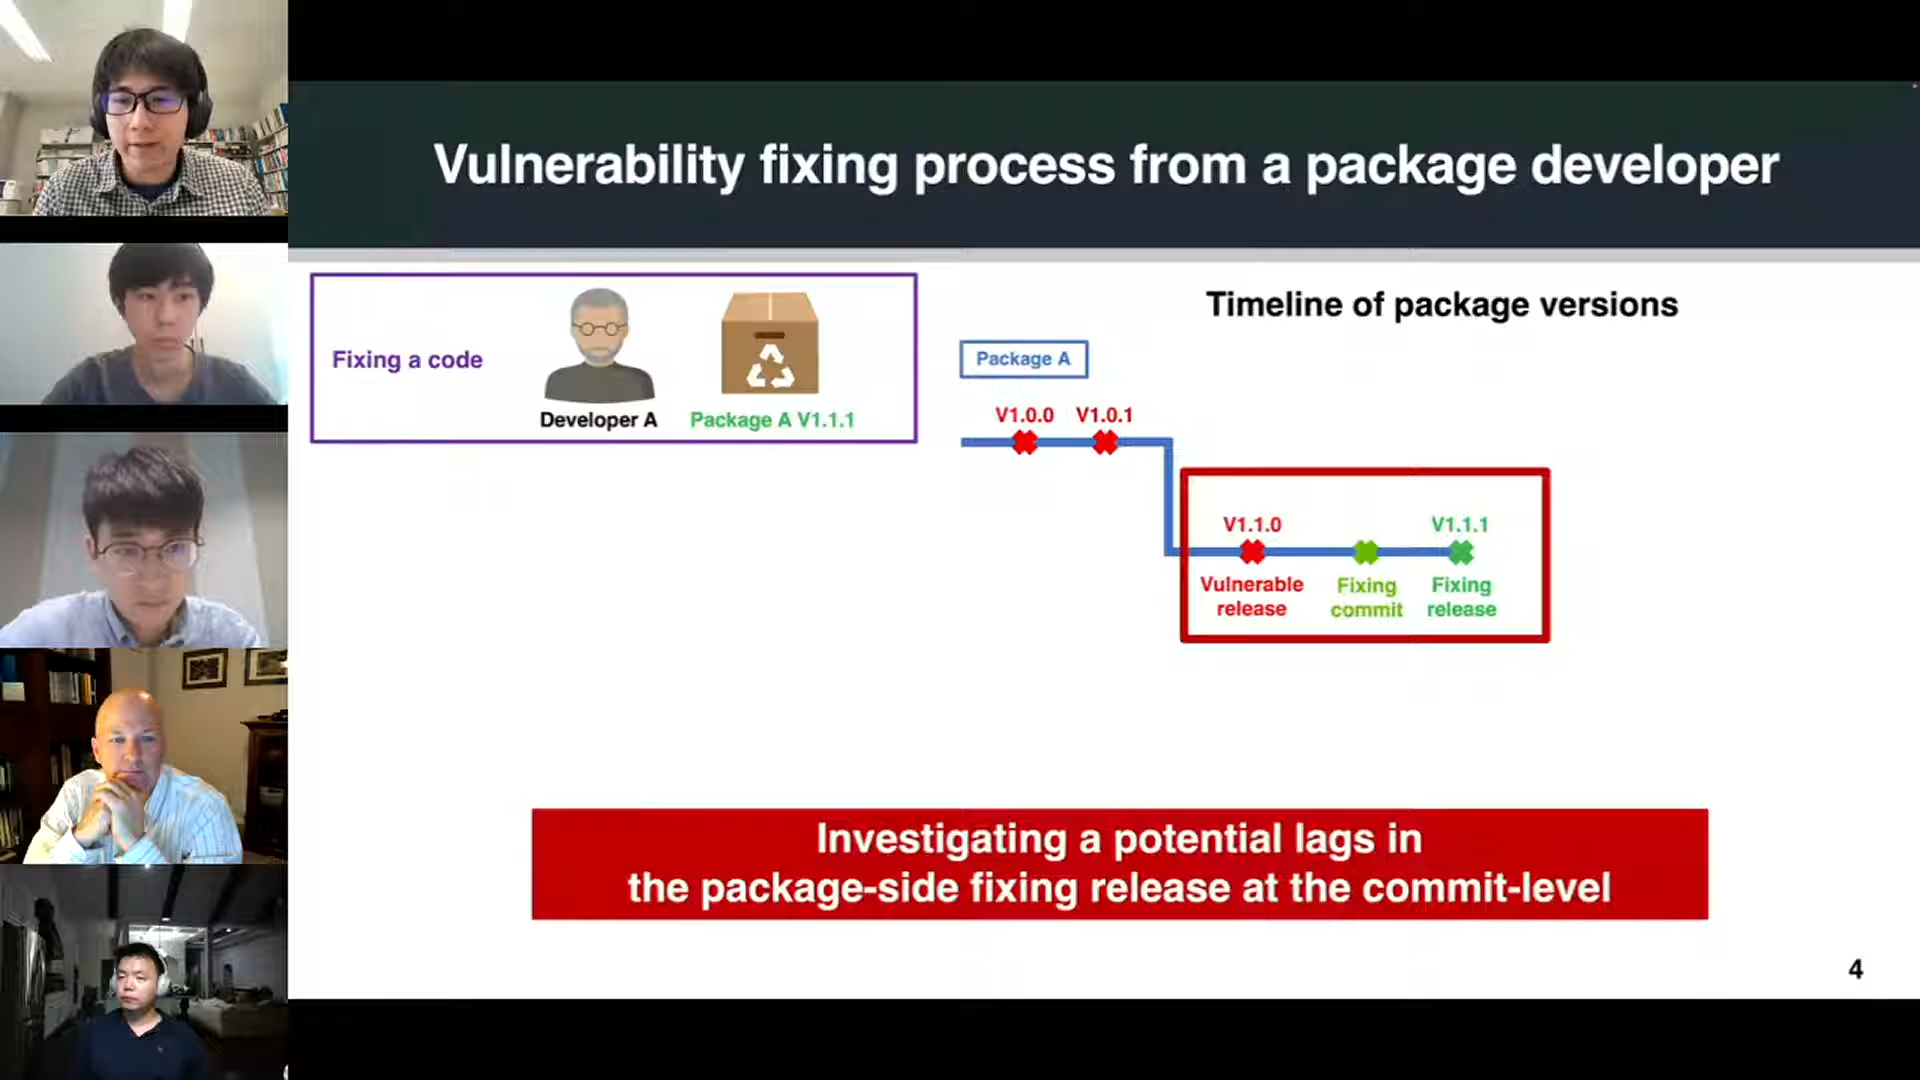 Vulnerability fixing process from a package developer
Fixing a code
Developer A
Package A V1.1.1
Timeline of package versions
Package A
V1.0.0
V1.0.1
V1.1.0
V1.1.1
Vulnerable
release
Fixing
commit
Fixing
release
Investigating a potential lags in
the package-side fixing release at the commit-level
4